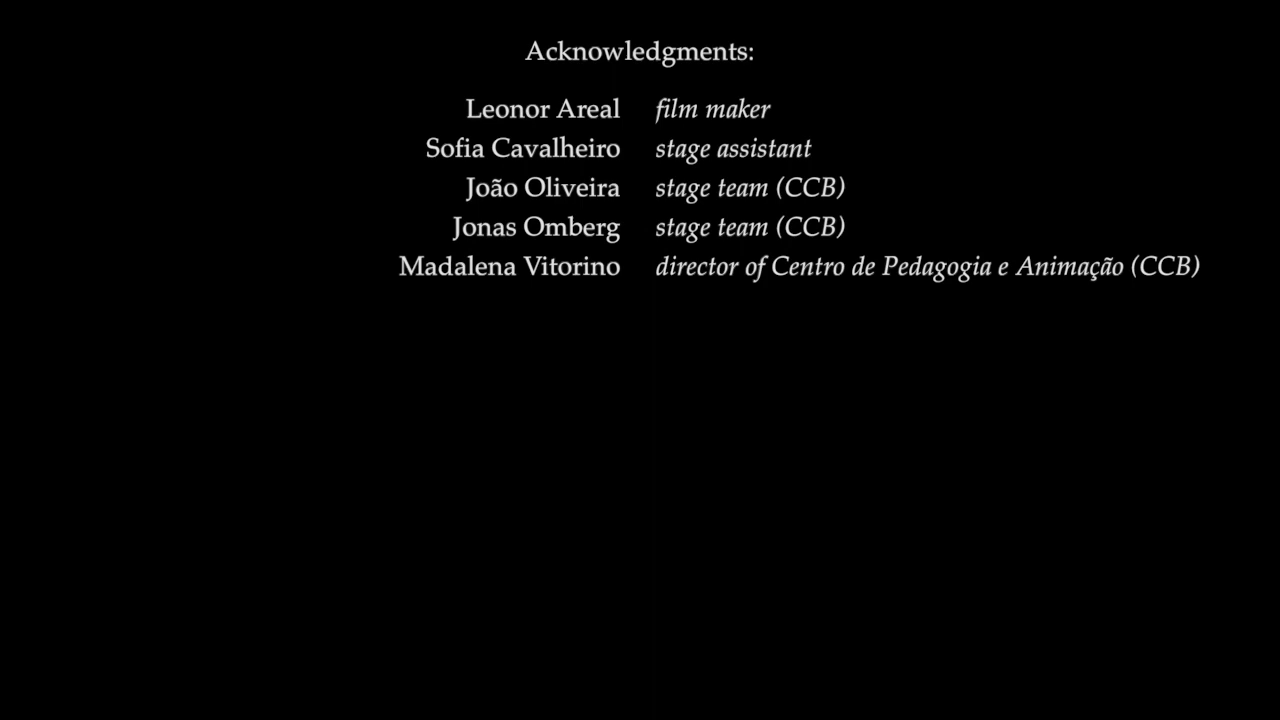 Acknowledgments:
Leonor Areal film maker
Sofia Cavalheiro stage assistant
João Oliveira stage team (CCB)
Jonas Omberg stage team (CCB)
Madalena Vitorino director of Centro de Pedagogia e Animação (CCB)